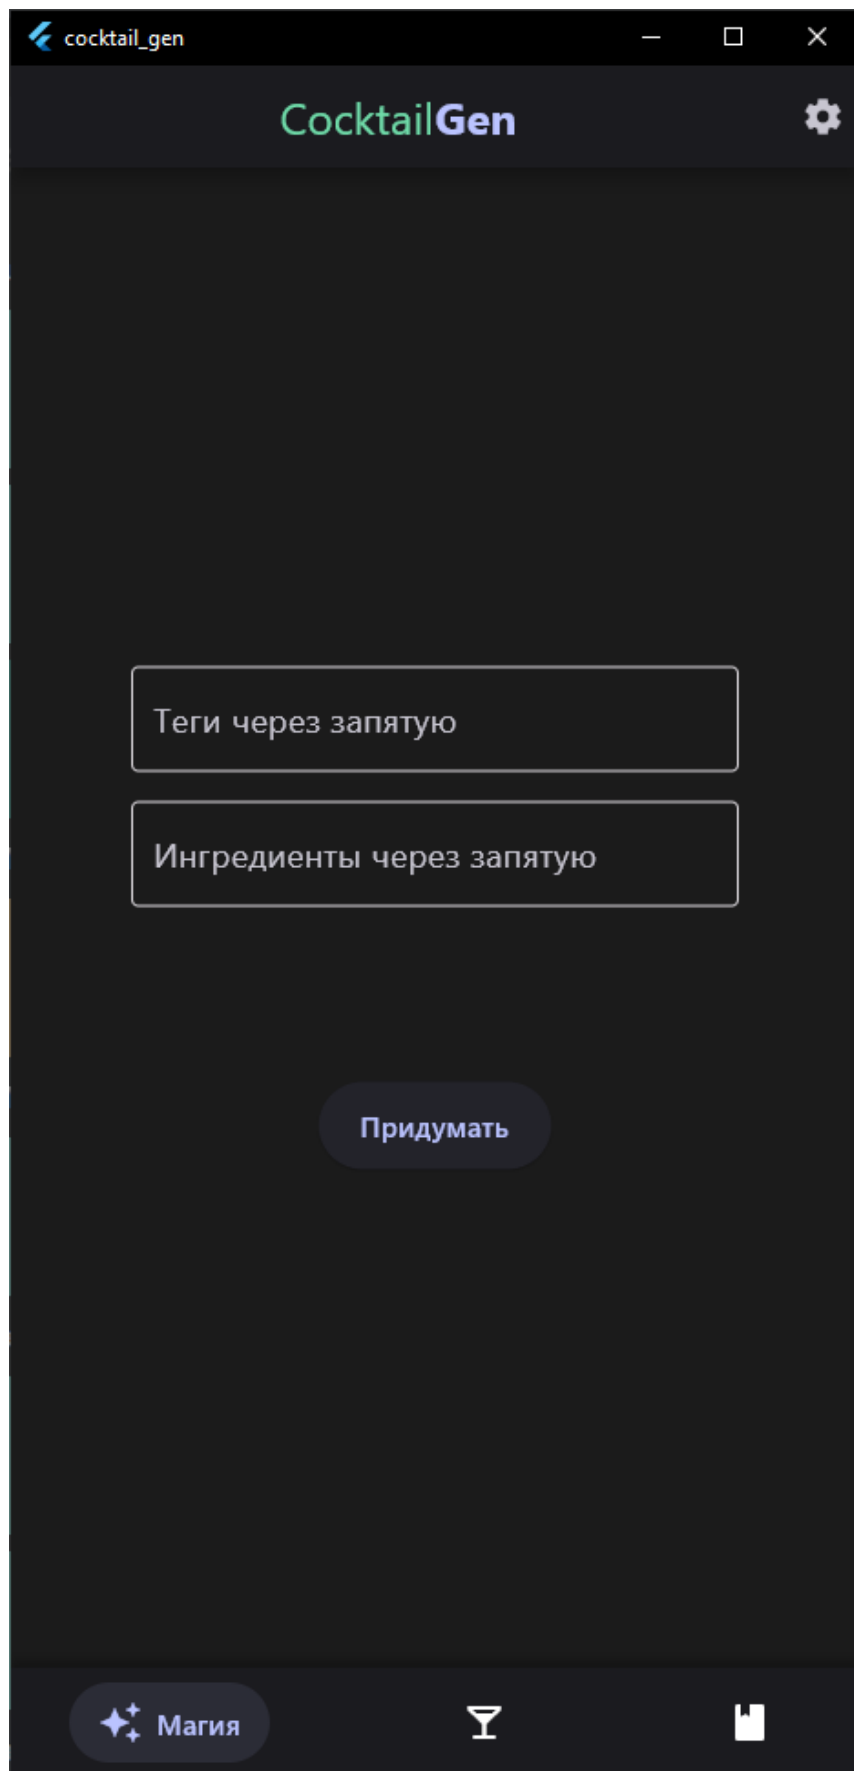 cocktail_gen
CocktailGen
Теги через запятую
Ингредиенты через запятую
Придумать
Магия